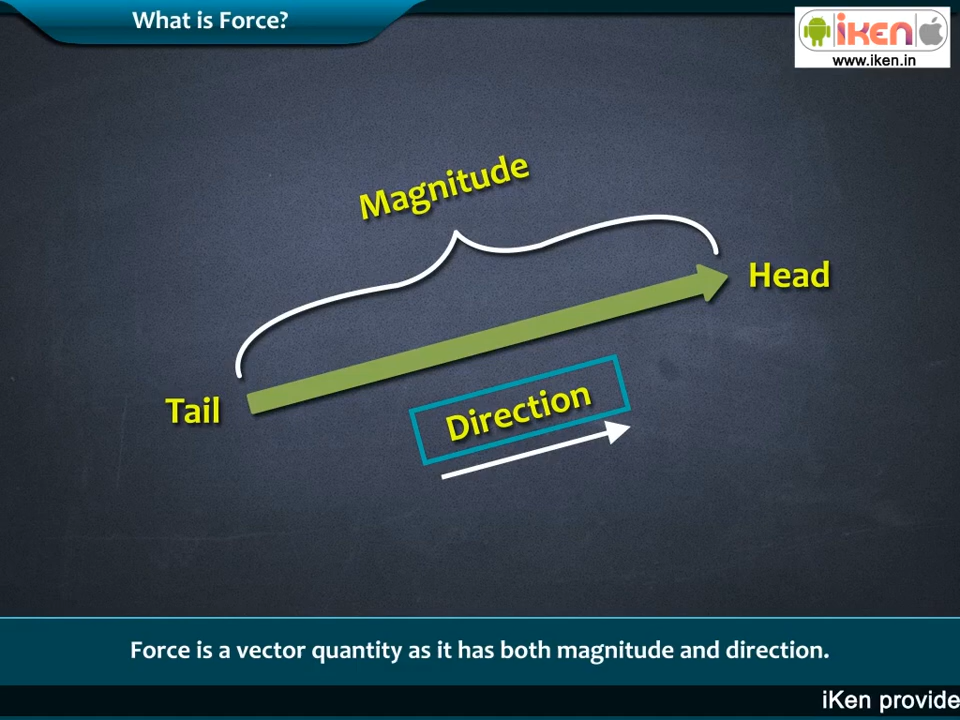 What is Force?
iKEN
www.iken.in
Magnitude
Head
Tail
Direction
Force is a vector quantity as it has both magnitude and direction.
iKen provide